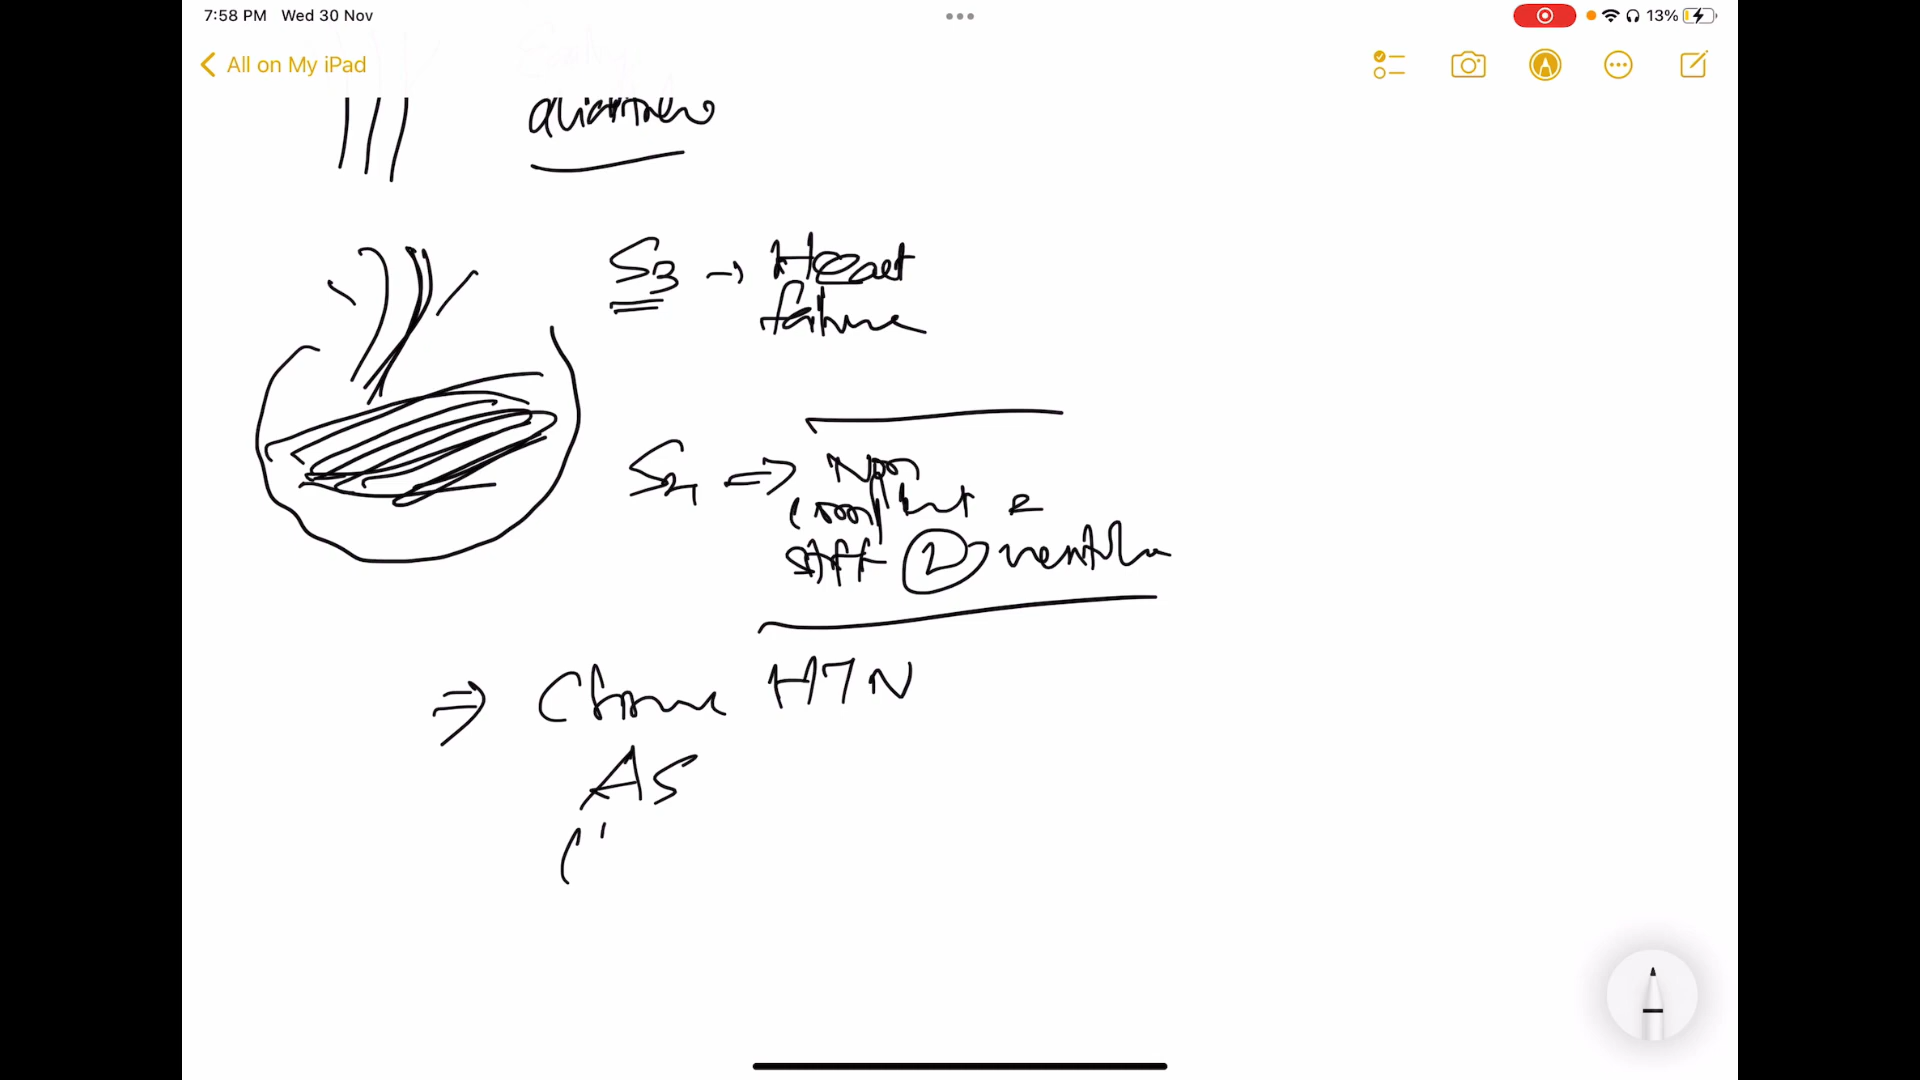 7:58 PM Wed 30 Nov
13%
All on My iPad
S3 → Heart
failure
S4 ⇒ Non
compliant &
stiff L ventricle
⇒ Chronic HTN
AS